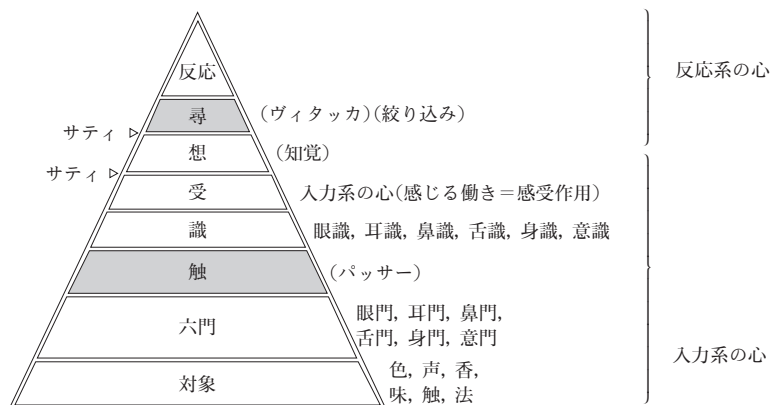 反応
反応系の心
尋
(ヴィタッカ)(絞り込み)
サティ
想
(知覚)
サティ
受
入力系の心(感じる働き＝感受作用)
識
眼識, 耳識, 鼻識, 舌識, 身識, 意識
触
(パッサー)
六門
眼門, 耳門, 鼻門,
舌門, 身門, 意門
入力系の心
対象
色, 声, 香,
味, 触, 法